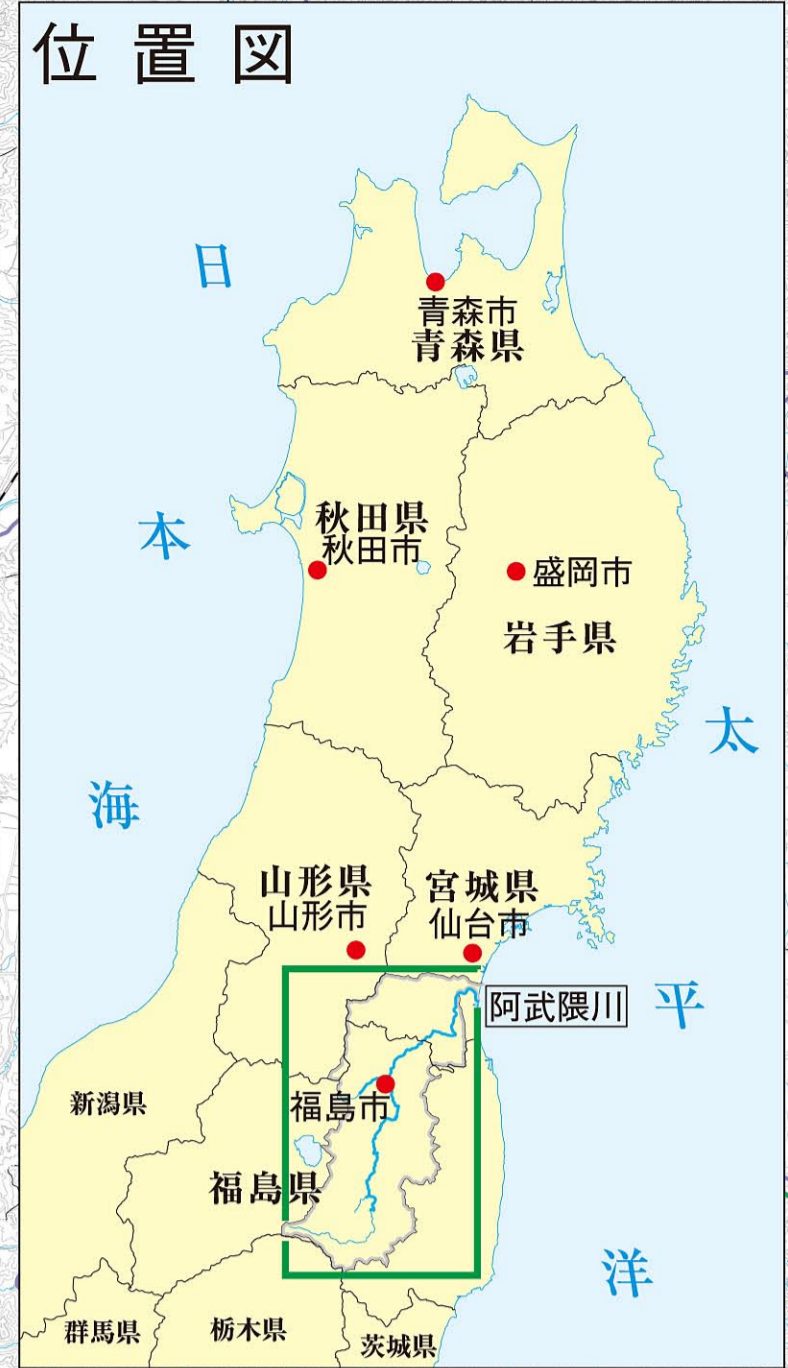 位置図
日本海
青森市
青森県
秋田県
秋田市
盛岡市
岩手県
太平洋
山形県
山形市
宮城県
仙台市
阿武隈川
新潟県
福島市
福島県
群馬県
栃木県
茨城県